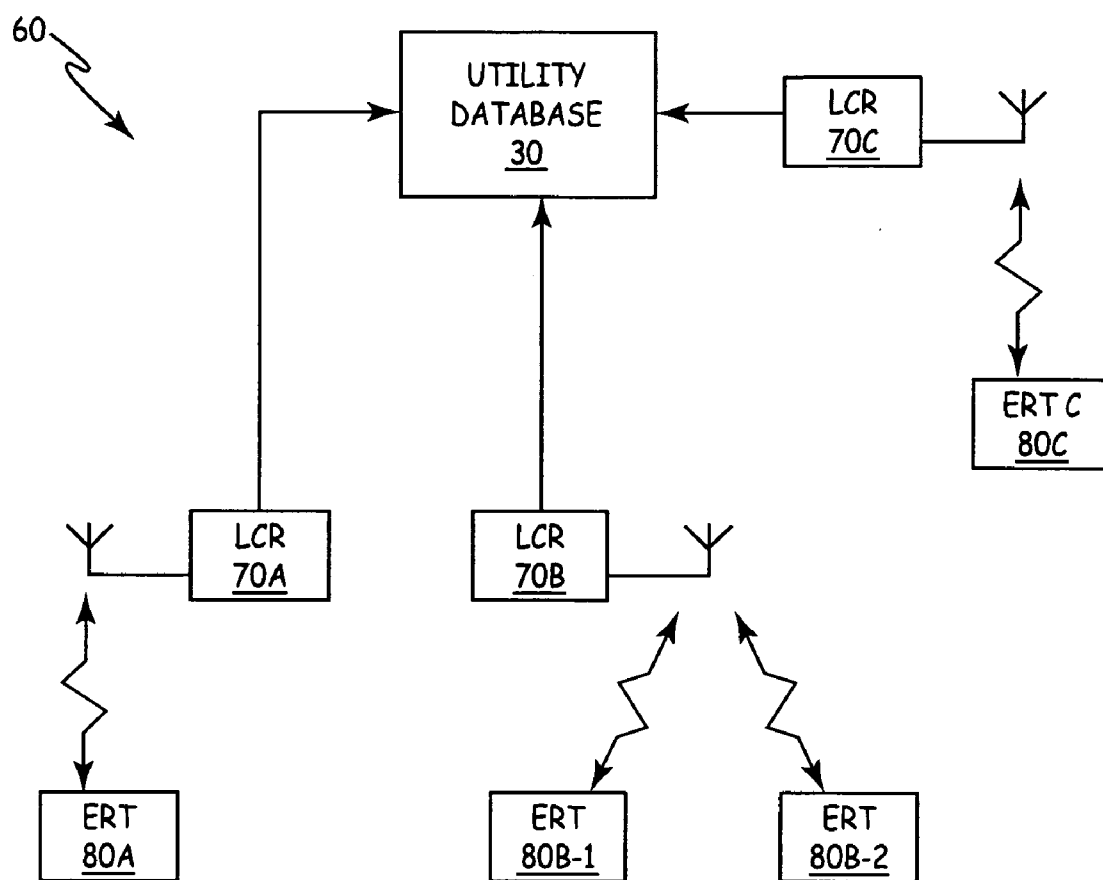 60
UTILITY
DATABASE
30
LCR
70C
ERT C
80C
LCR
70A
LCR
70B
ERT
80A
ERT
80B-1
ERT
80B-2